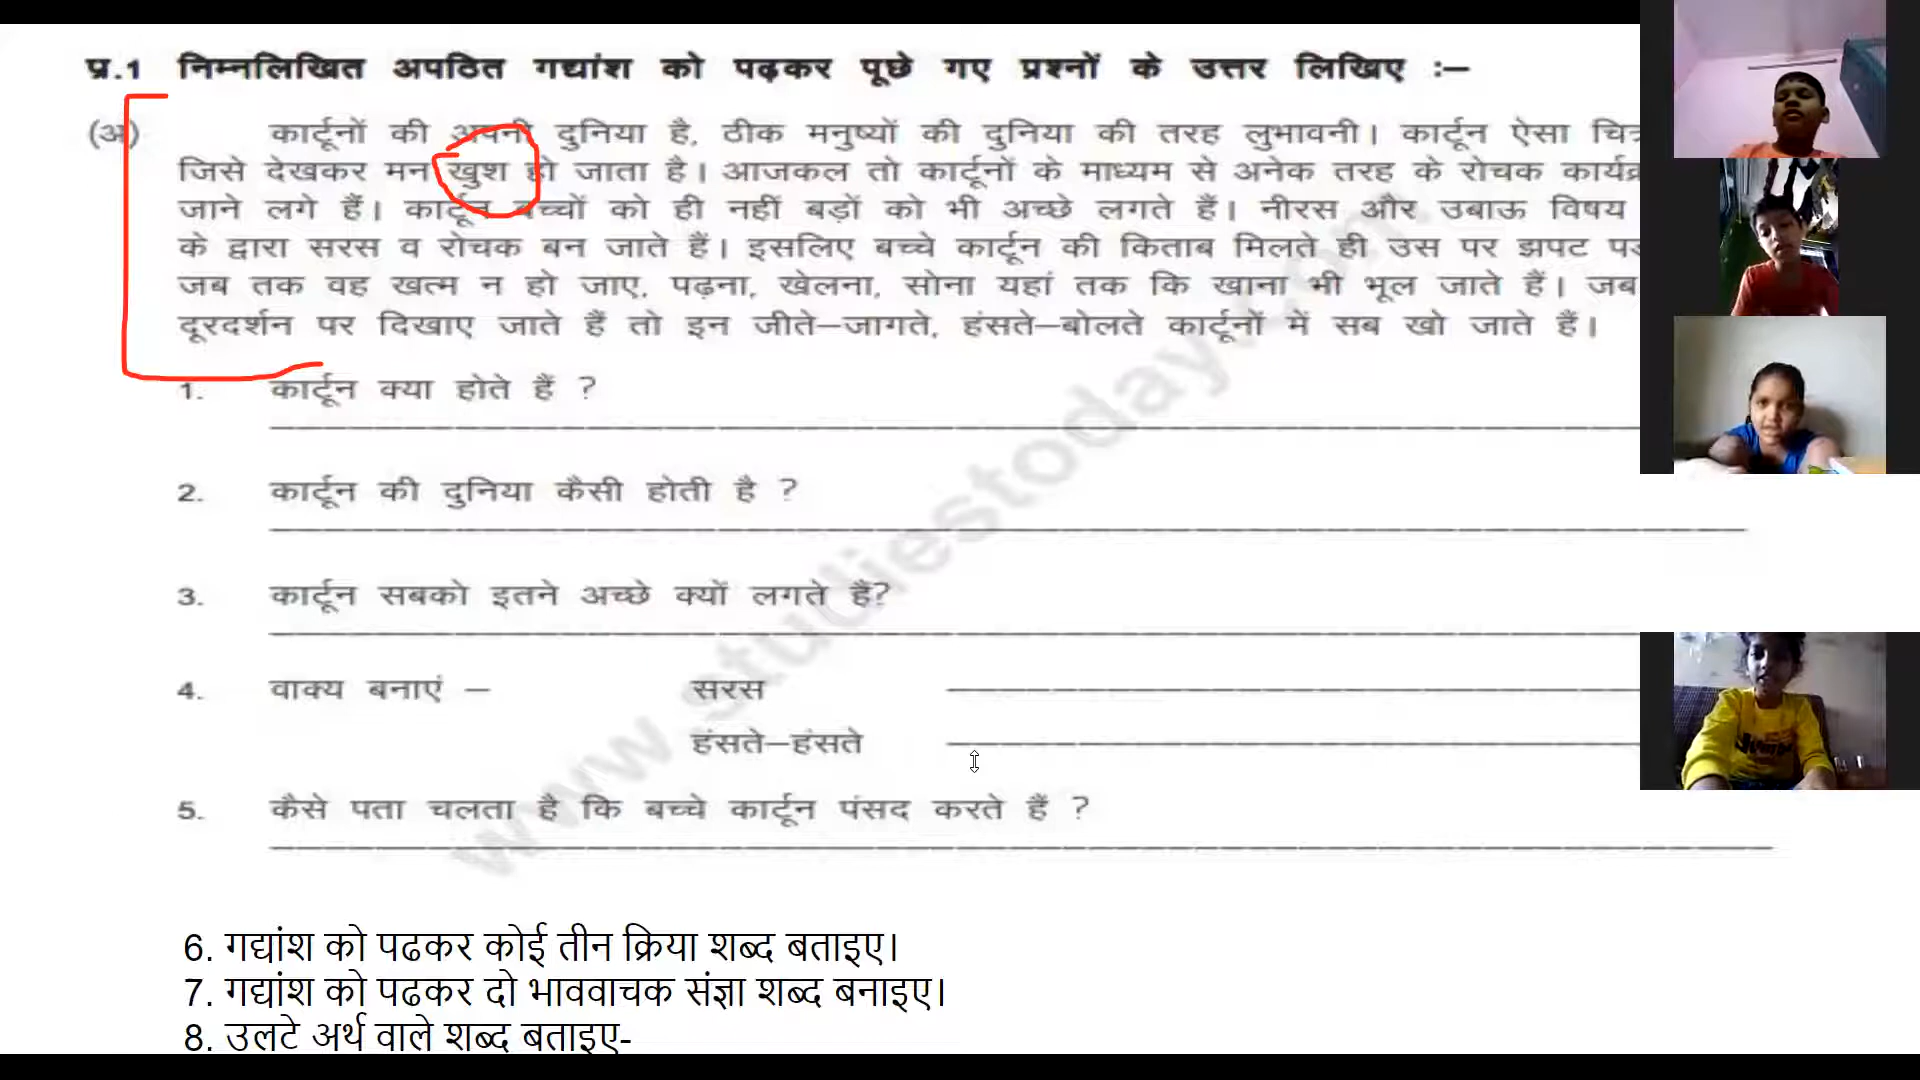 प्र.1 निम्नलिखित अपठित गद्यांश को पढ़कर पूछे गए प्रश्नों के उत्तर लिखिए :–
(अ) कार्टूनों की अपनी दुनिया है, ठीक मनुष्यों की दुनिया की तरह लुभावनी। कार्टून ऐसा चित्र
जिसे देखकर मन खुश हो जाता है। आजकल तो कार्टूनों के माध्यम से अनेक तरह के रोचक
जाने लगे हैं। कार्टून बच्चों को ही नहीं बड़ों को भी अच्छे लगते हैं। नीरस और उबाऊ विषय
के द्वारा सरस व रोचक बन जाते हैं। इसलिए बच्चे कार्टून की किताब मिलते ही उस पर झपट
जब तक वह खत्म न हो जाए, पढ़ना, खेलना, सोना यहां तक कि खाना भी भूल जाते हैं। जब
दूरदर्शन पर दिखाए जाते हैं तो इन जीते–जागते, हंसते–बोलते कार्टूनों में सब खो जाते हैं।
1. कार्टून क्या होते हैं ?
2. कार्टून की दुनिया कैसी होती है ?
3. कार्टून सबको इतने अच्छे क्यों लगते हैं?
4. वाक्य बनाएं – सरस
हंसते–हंसते
5. कैसे पता चलता है कि बच्चे कार्टून पंसद करते हैं ?
6. गद्यांश को पढकर कोई तीन क्रिया शब्द बताइए।
7. गद्यांश को पढकर दो भाववाचक संज्ञा शब्द बनाइए।
8. उलटे अर्थ वाले शब्द बताइए-
www.studiestoday.com